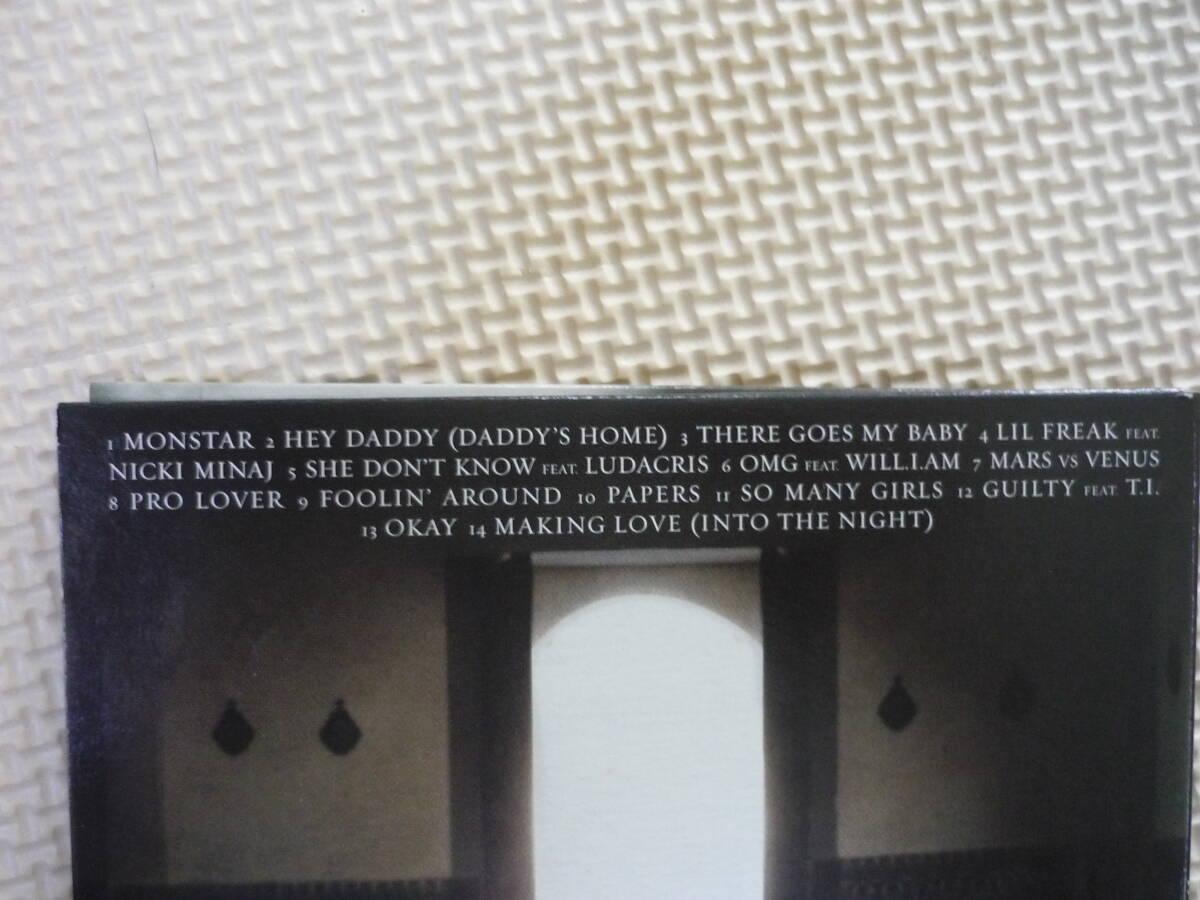 1 MONSTAR 2 HEY DADDY (DADDY'S HOME) 3 THERE GOES MY BABY 4 LIL FREAK FEAT.
NICKI MINAJ 5 SHE DON'T KNOW FEAT. LUDACRIS 6 OMG FEAT. WILL.I.AM 7 MARS VS VENUS
8 PRO LOVER 9 FOOLIN' AROUND 10 PAPERS 11 SO MANY GIRLS 12 GUILTY FEAT. T.I.
13 OKAY 14 MAKING LOVE (INTO THE NIGHT)